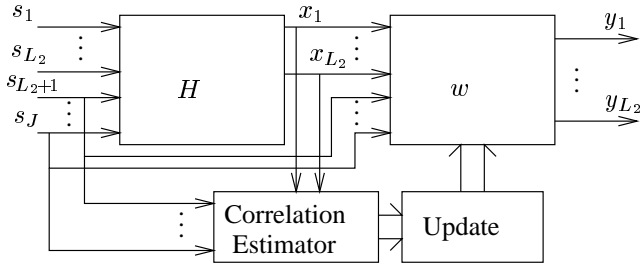 s_1
⋮
s_{L_2}
s_{L_2+1}
⋮
s_J
H
x_1
⋮
x_{L_2}
⋮
w
y_1
⋮
y_{L_2}
⋮
Correlation
Estimator
Update